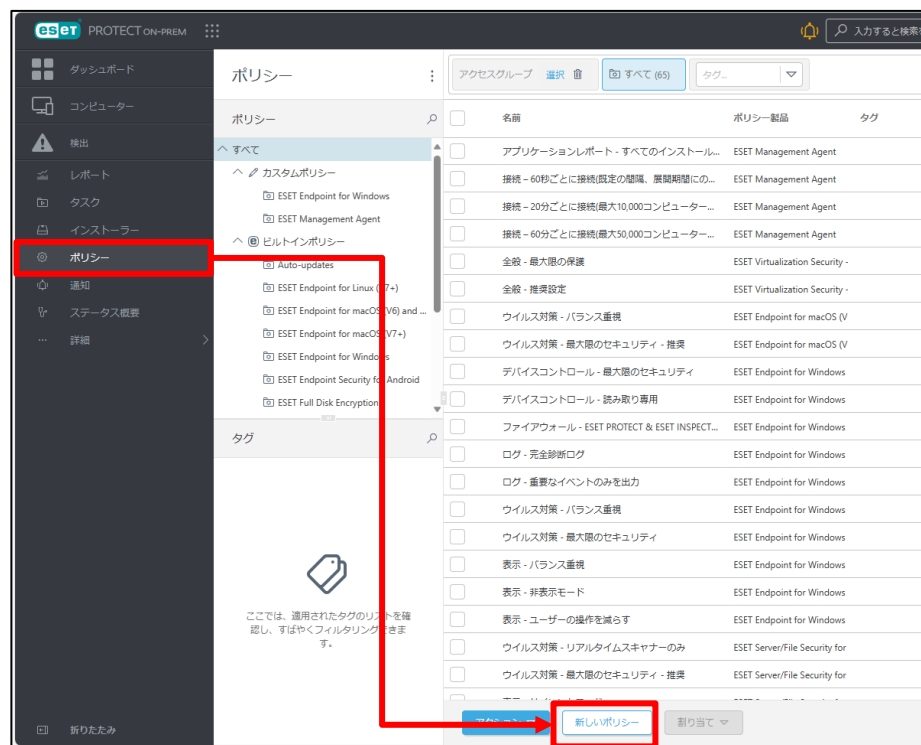 eset PROTECT ON-PREM
入力すると検索を
ダッシュボード
コンピューター
検出
レポート
タスク
インストーラー
ポリシー
通知
ステータス概要
詳細
折りたたみ
ポリシー
ポリシー
すべて
カスタムポリシー
ESET Endpoint for Windows
ESET Management Agent
ビルトインポリシー
Auto-updates
ESET Endpoint for Linux (V7+)
ESET Endpoint for macOS (V6) and ...
ESET Endpoint for macOS (V7+)
ESET Endpoint for Windows
ESET Endpoint Security for Android
ESET Full Disk Encryption
タグ
ここでは、適用されたタグのリストを確
認し、すばやくフィルタリングできま
す。
アクセスグループ 選択 すべて (65) タグ...
名前 ポリシー製品 タグ
アプリケーションレポート - すべてのインストール... ESET Management Agent
接続 – 60秒ごとに接続(既定の間隔、展開期間にの... ESET Management Agent
接続 – 20分ごとに接続(最大10,000コンピューター... ESET Management Agent
接続 – 60分ごとに接続(最大50,000コンピューター... ESET Management Agent
全般 - 最大限の保護 ESET Virtualization Security -
全般 - 推奨設定 ESET Virtualization Security -
ウイルス対策 - バランス重視 ESET Endpoint for macOS (V
ウイルス対策 - 最大限のセキュリティ - 推奨 ESET Endpoint for macOS (V
デバイスコントロール - 最大限のセキュリティ ESET Endpoint for Windows
デバイスコントロール - 読み取り専用 ESET Endpoint for Windows
ファイアウォール - ESET PROTECT & ESET INSPECT... ESET Endpoint for Windows
ログ - 完全診断ログ ESET Endpoint for Windows
ログ - 重要なイベントのみを出力 ESET Endpoint for Windows
ウイルス対策 - バランス重視 ESET Endpoint for Windows
ウイルス対策 - 最大限のセキュリティ ESET Endpoint for Windows
表示 - バランス重視 ESET Endpoint for Windows
表示 - 非表示モード ESET Endpoint for Windows
表示 - ユーザーの操作を減らす ESET Endpoint for Windows
ウイルス対策 - リアルタイムスキャナーのみ ESET Server/File Security for
ウイルス対策 - 最大限のセキュリティ - 推奨 ESET Server/File Security for
アクション 新しいポリシー 割り当て